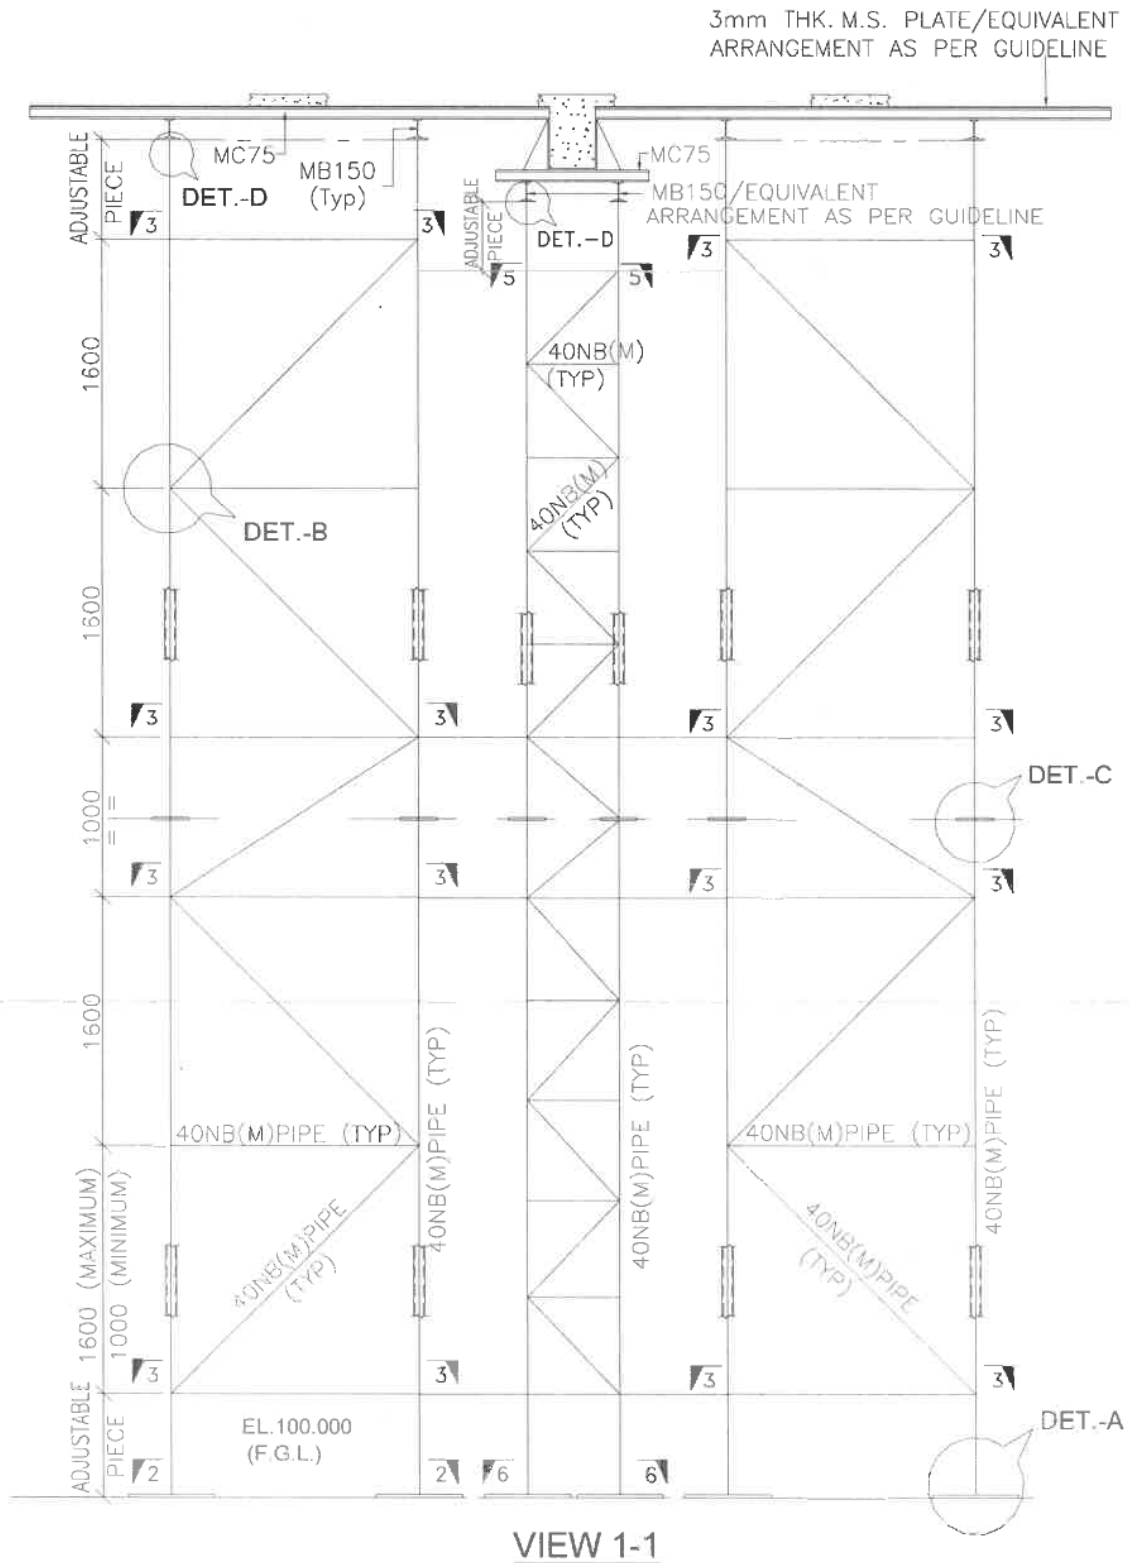 3mm THK. M.S. PLATE/EQUIVALENT
ARRANGEMENT AS PER GUIDELINE
ADJUSTABLE
PIECE
MC75
MB150
(Typ)
DET.-D
MC75
MB150/EQUIVALENT
ARRANGEMENT AS PER GUIDELINE
ADJUSTABLE
PIECE
DET.-D
3
3
3
3
5
5
1600
40NB(M)
(TYP)
40NB(M)
(TYP)
DET.-B
1600
3
3
3
3
DET.-C
1000
=
=
3
3
3
3
1600
40NB(M)PIPE (TYP)
40NB(M)PIPE (TYP)
40NB(M)PIPE (TYP)
40NB(M)PIPE (TYP)
40NB(M)PIPE (TYP)
1600 (MAXIMUM)
1000 (MINIMUM)
40NB(M)PIPE
(TYP)
40NB(M)PIPE
(TYP)
3
3
3
3
ADJUSTABLE
PIECE
EL.100.000
(F.G.L.)
DET.-A
2
2
6
6
VIEW 1-1